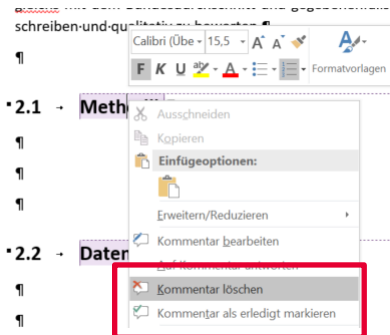 schreiben und qualitativ zu bewerten. ¶
Calibri (Übe 15,5 A A
F K U aby A Formatvorlagen
¶
2.1 → Meth
Ausschneiden
Kopieren
¶
Einfügeoptionen:
¶
¶
Erweitern/Reduzieren
Kommentar bearbeiten
2.2 → Daten
Auf Kommentar antworten
¶
Kommentar löschen
¶
Kommentar als erledigt markieren